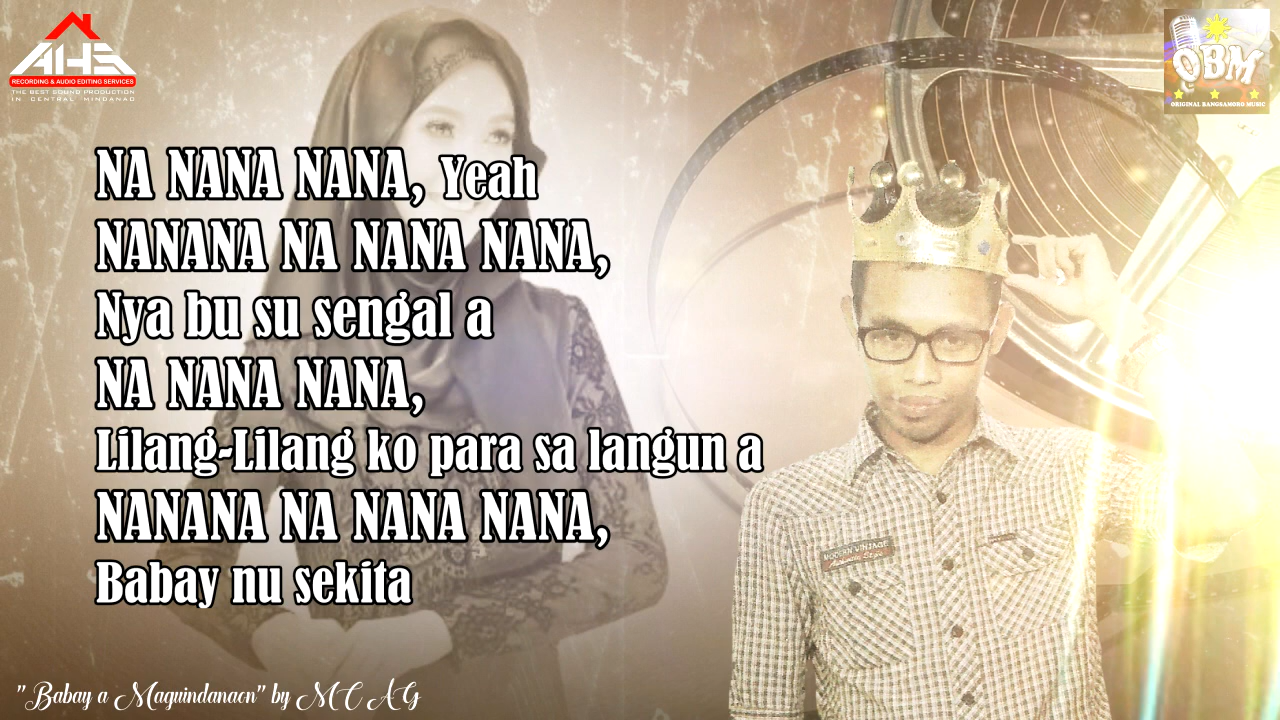 AHS
RECORDING & AUDIO EDITING SERVICES
THE BEST SOUND PRODUCTION
IN CENTRAL MINDANAO
OBM
ORIGINAL BANGSAMORO MUSIC
NA NANA NANA, Yeah
NANANA NA NANA NANA,
Nya bu su sengal a
NA NANA NANA,
Lilang-Lilang ko para sa langun a
NANANA NA NANA NANA,
Babay nu sekita
MODERN VINTAGE
"Babay a Maguindanaon" by M C A G